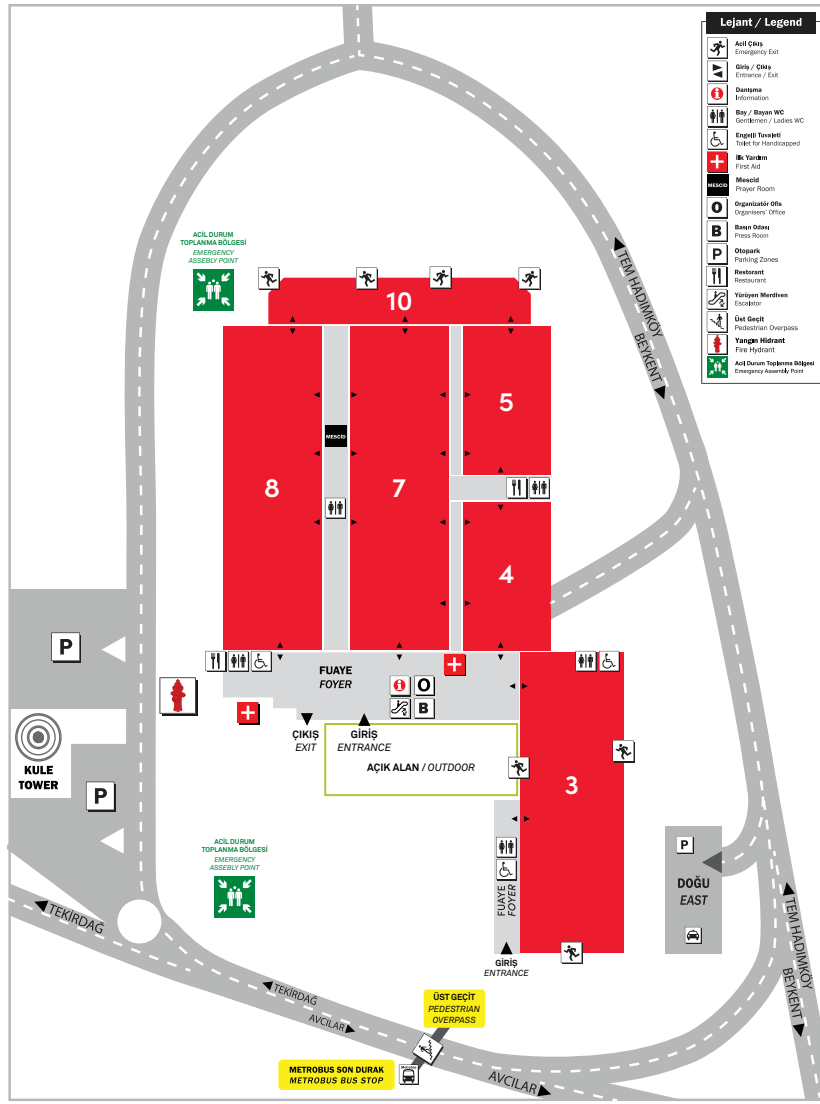 Lejant / Legend
Acil Çıkış
Emergency Exit
Giriş / Çıkış
Entrance / Exit
Danışma
Information
Bay / Bayan WC
Gentlemen / Ladies WC
Engelli Tuvaleti
Toilet for Handicapped
İlk Yardım
First Aid
MESCİD
Mescid
Prayer Room
O
Organizatör Ofis
Organisers' Office
B
Basın Odası
Press Room
P
Otopark
Parking Zones
Restorant
Restaurant
Yürüyen Merdiven
Escalator
Üst Geçit
Pedestrian Overpass
Yangın Hidrant
Fire Hydrant
Acil Durum Toplanma Bölgesi
Emergency Assembly Point
ACİL DURUM
TOPLANMA BÖLGESİ
EMERGENCY
ASSEBLY POINT
TEM HADIMKÖY
BEYKENT
10
5
MESCİD
8
7
4
P
FUAYE
FOYER
O
B
ÇIKIŞ
EXIT
GİRİŞ
ENTRANCE
AÇIK ALAN / OUTDOOR
3
KULE
TOWER
P
ACİL DURUM
TOPLANMA BÖLGESİ
EMERGENCY
ASSEBLY POINT
FUAYE
FOYER
GİRİŞ
ENTRANCE
P
DOĞU
EAST
TEM HADIMKÖY
BEYKENT
TEKİRDAĞ
TEKİRDAĞ
AVCILAR
ÜST GEÇİT
PEDESTRIAN
OVERPASS
METROBUS SON DURAK
METROBUS BUS STOP
Metrobüs
AVCILAR